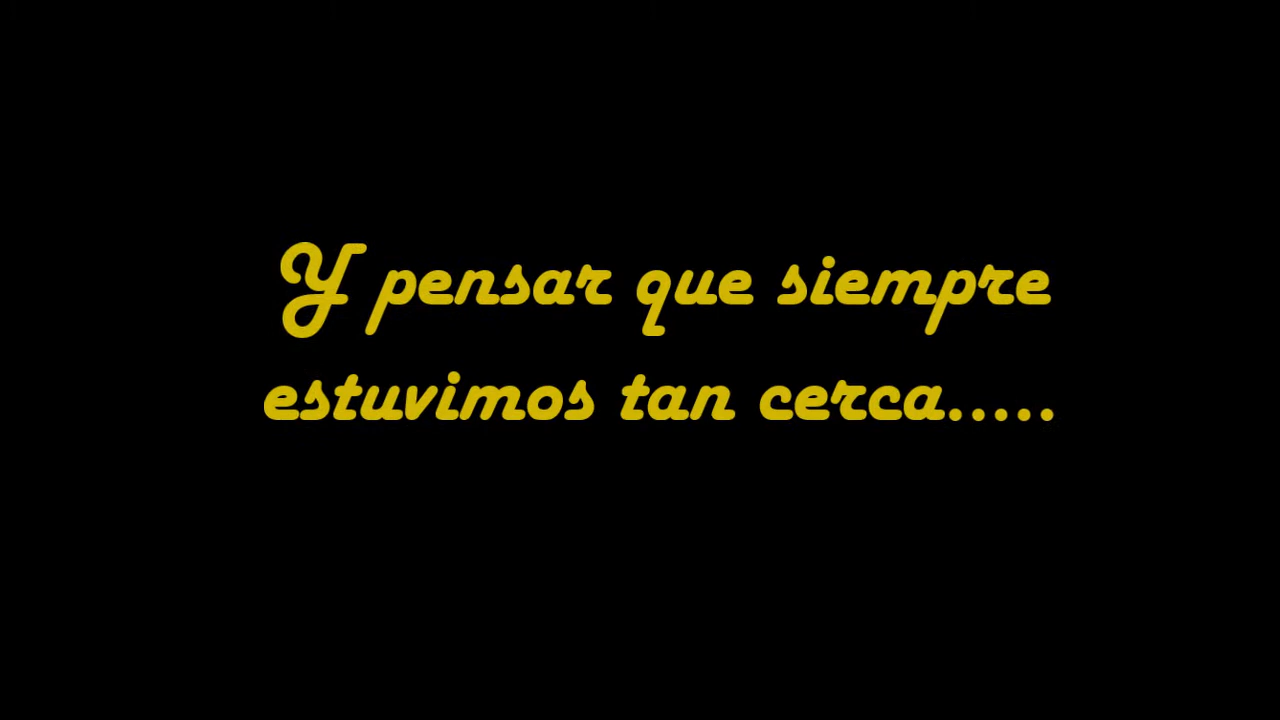 Y pensar que siempre
estuvimos tan cerca.....